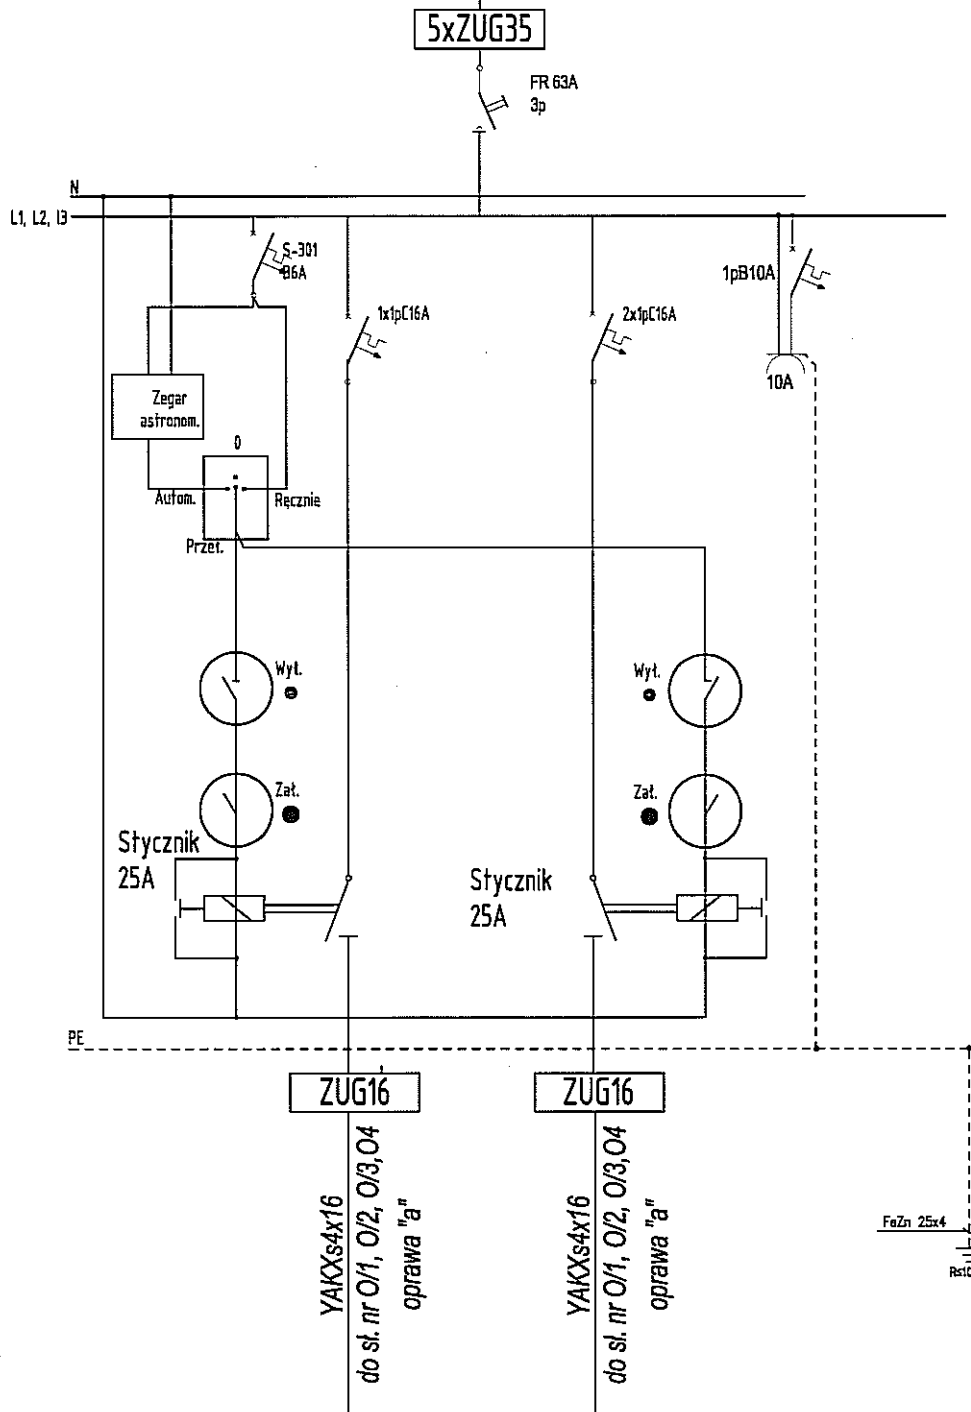 5xZUG35
FR 63A
3p
N
L1, L2, l3
S-301
B6A
1x1pC16A
2x1pC16A
1pB10A
10A
Zegar
astronom.
0
Autom.
Ręcznie
Przeł.
Wył.
Wył.
Zał.
Zał.
Stycznik
25A
Stycznik
25A
PE
ZUG16
ZUG16
YAKXs4x16
do sł. nr O/1, O/2, O/3,O4
oprawa "a"
YAKXs4x16
do sł. nr O/1, O/2, O/3,O4
oprawa "a"
FeZn 25x4